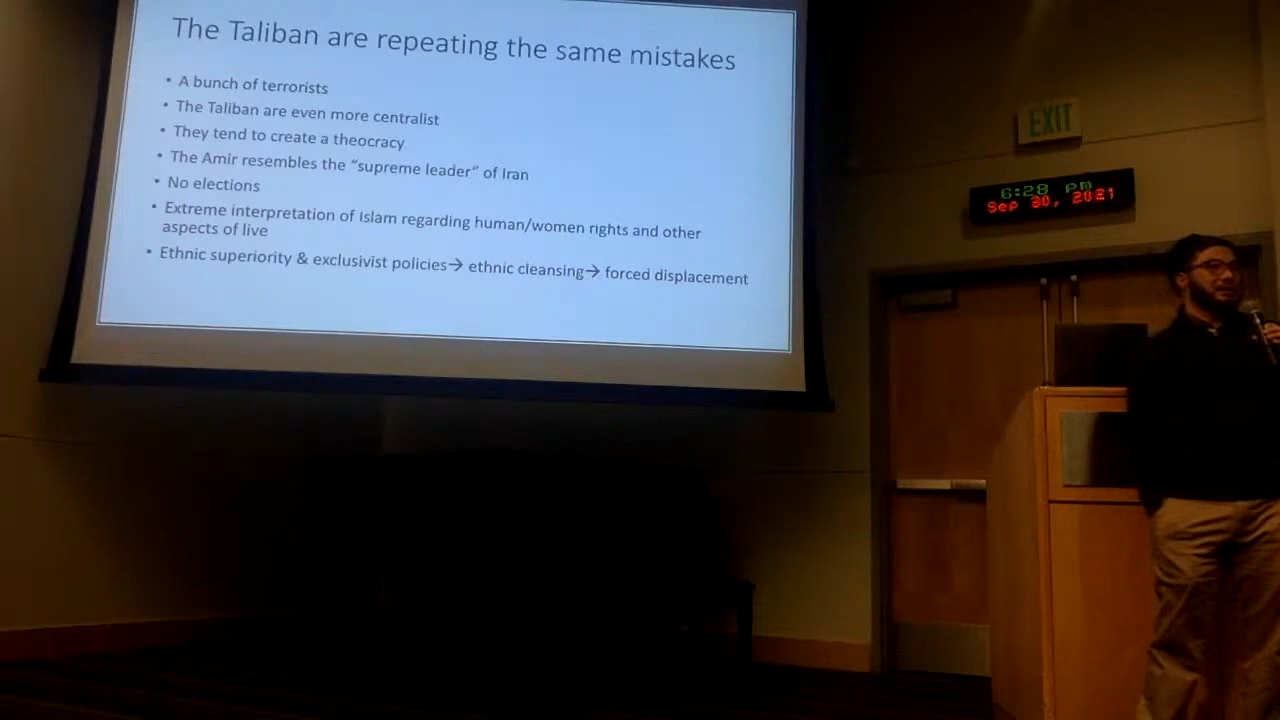 The Taliban are repeating the same mistakes
• A bunch of terrorists
• The Taliban are even more centralist
• They tend to create a theocracy
• The Amir resembles the “supreme leader” of Iran
• No elections
• Extreme interpretation of Islam regarding human/women rights and other
aspects of live
• Ethnic superiority & exclusivist policies→ ethnic cleansing→ forced displacement
EXIT
6:28 pm
Sep 30, 2021